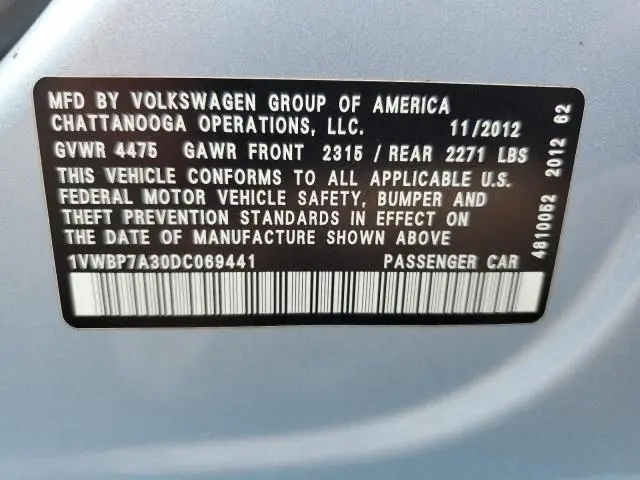 MFD BY VOLKSWAGEN GROUP OF AMERICA
CHATTANOOGA OPERATIONS, LLC. 11/2012
GVWR 4475 GAWR FRONT 2315 / REAR 2271 LBS
THIS VEHICLE CONFORMS TO ALL APPLICABLE U.S.
FEDERAL MOTOR VEHICLE SAFETY, BUMPER AND
THEFT PREVENTION STANDARDS IN EFFECT ON
THE DATE OF MANUFACTURE SHOWN ABOVE
1VWBP7A30DC069441 PASSENGER CAR
4810062 2012 62